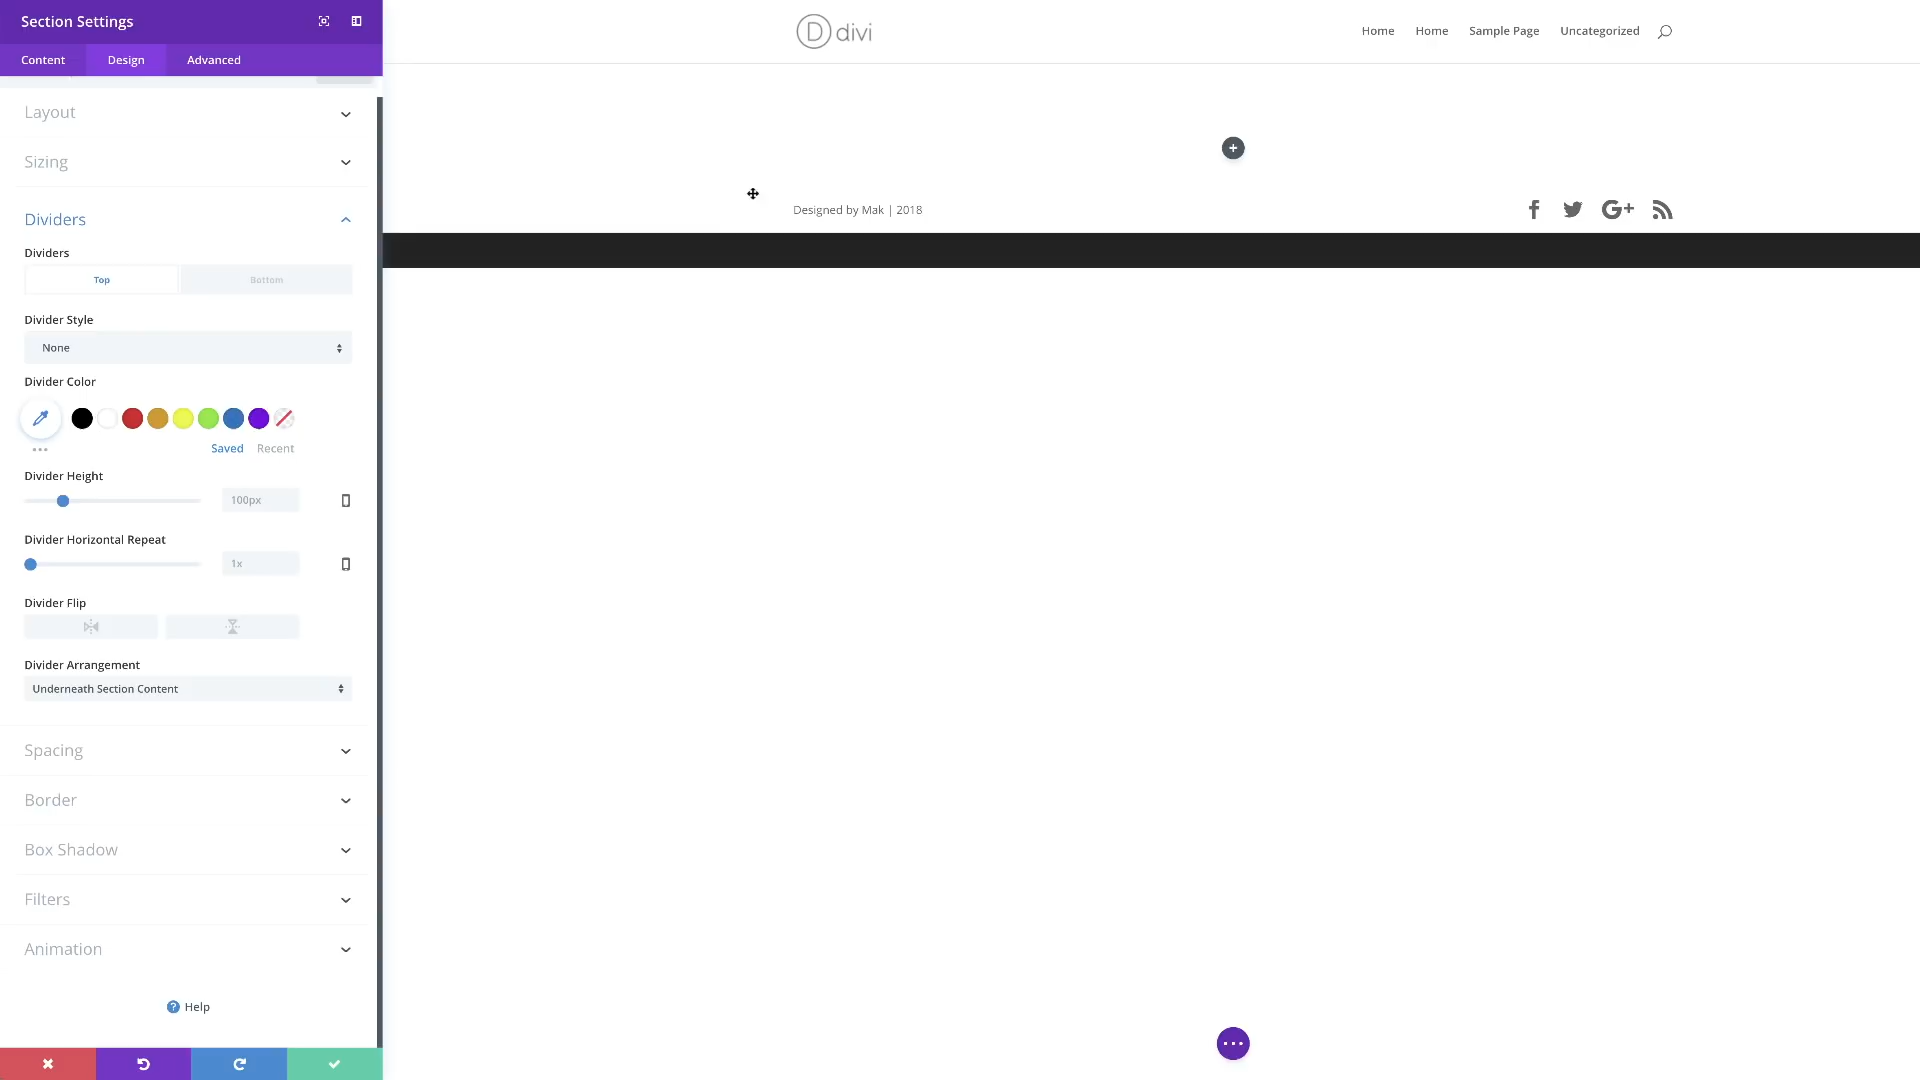 Section Settings
Content Design Advanced
Layout
Sizing
Dividers
Dividers
Top Bottom
Divider Style
None
Divider Color
Saved Recent
Divider Height
100px
Divider Horizontal Repeat
1x
Divider Flip
Divider Arrangement
Underneath Section Content
Spacing
Border
Box Shadow
Filters
Animation
? Help
D divi
Home Home Sample Page Uncategorized
Designed by Mak | 2018